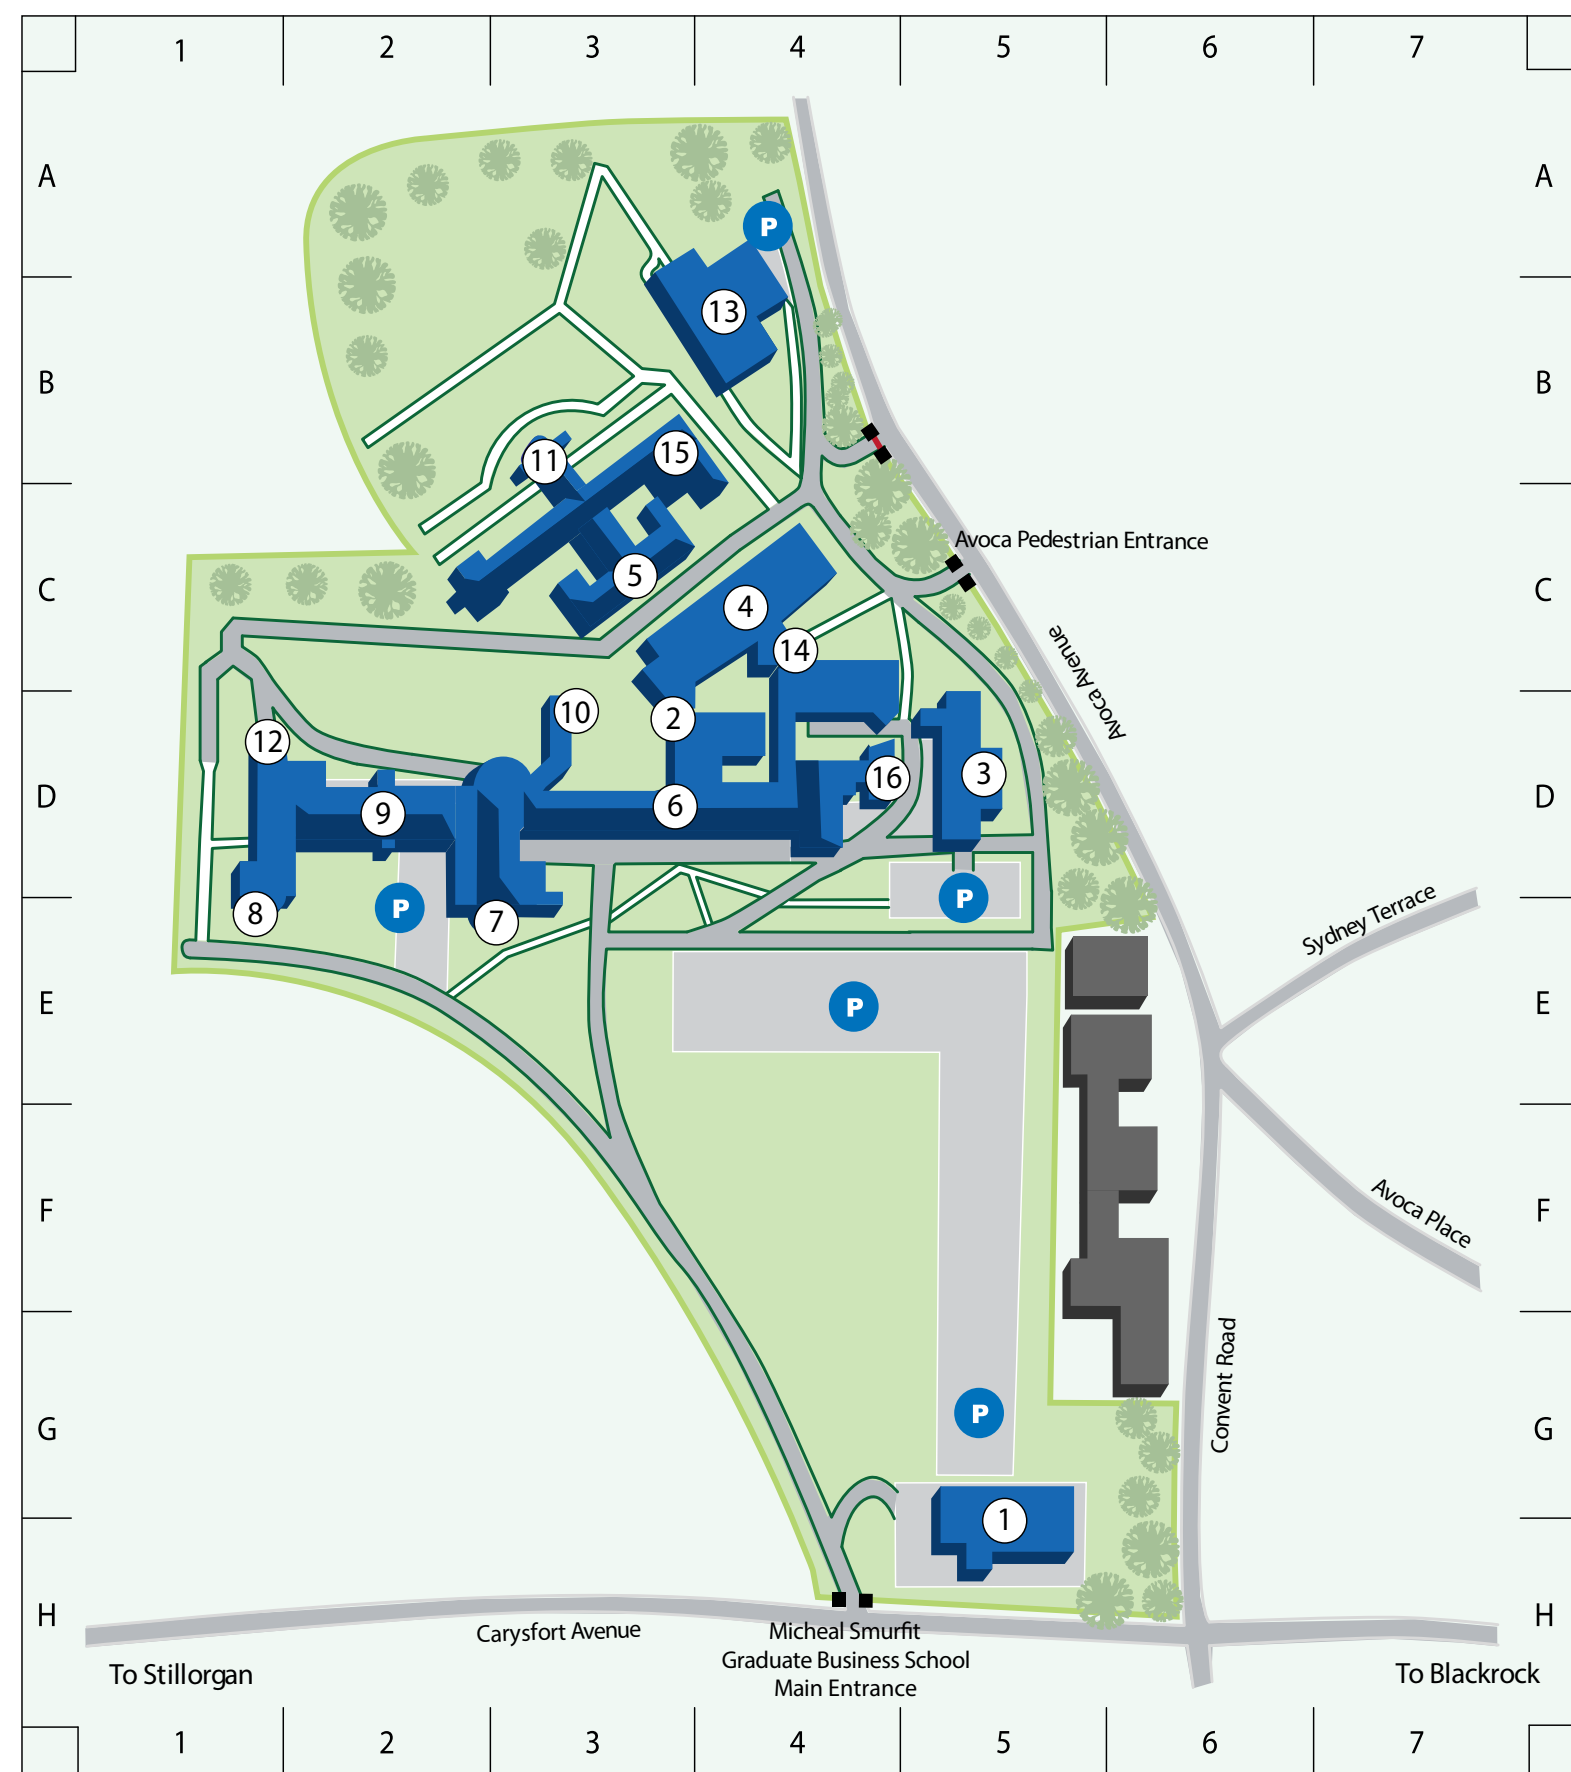 1 2 3 4 5 6 7
A A
P
13
B B
15
11
Avoca Pedestrian Entrance
5
C C
4
14
Avoca Avenue
10
2
12
3
16
D D
6
9
P
P
Sydney Terrace
8
7
E E
P
F F
Avoca Place
Convent Road
P
G G
1
H H
Carysfort Avenue
Micheal Smurfit
Graduate Business School
Main Entrance
To Stillorgan
To Blackrock
1 2 3 4 5 6 7